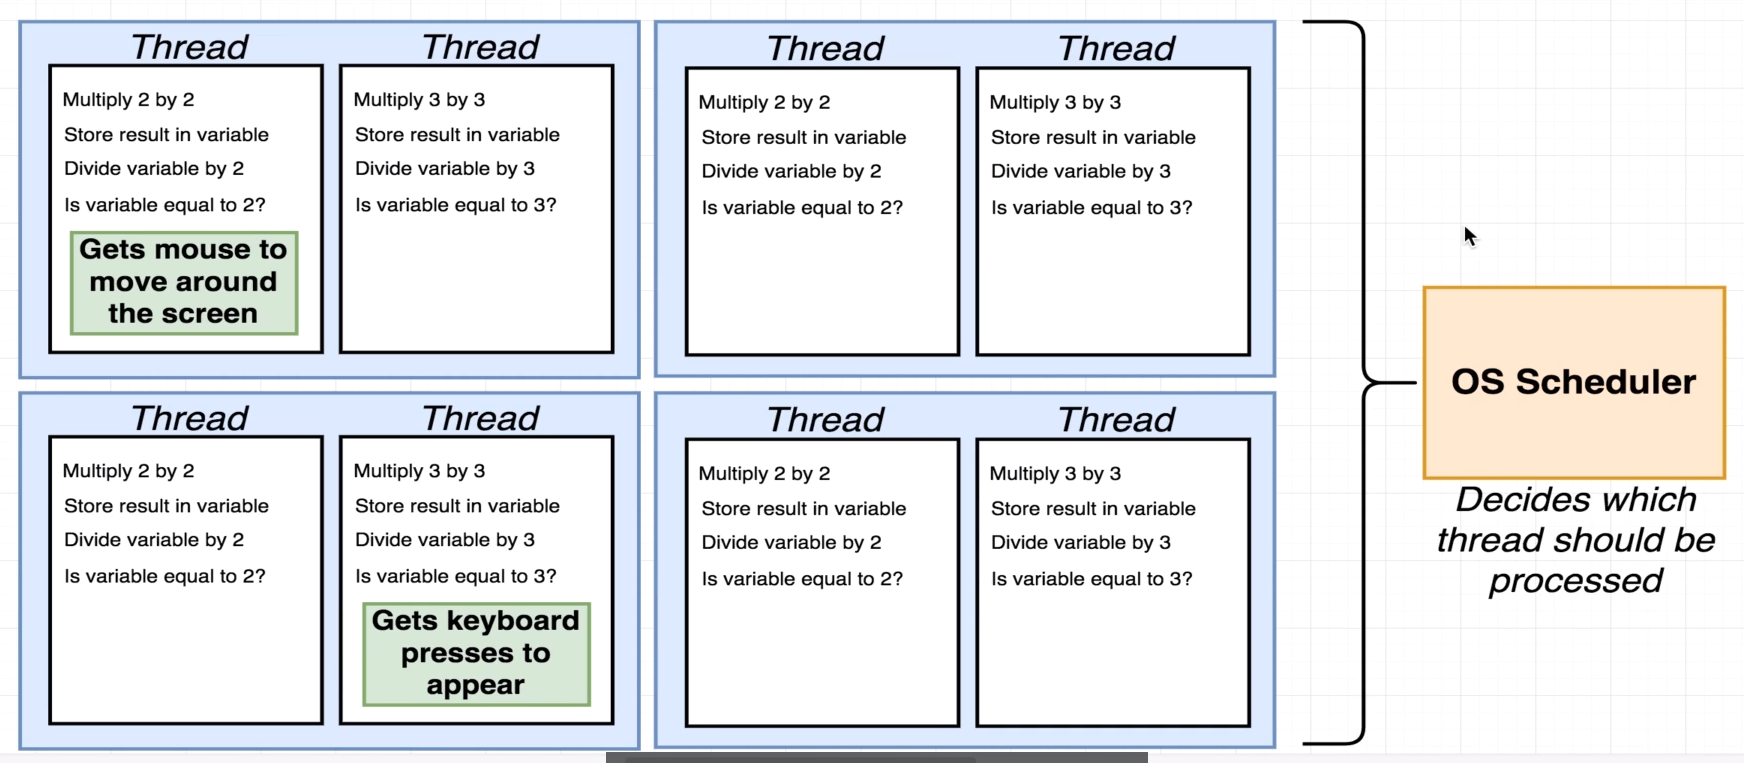 Thread
Multiply 2 by 2
Store result in variable
Divide variable by 2
Is variable equal to 2?
Gets mouse to
move around
the screen
Thread
Multiply 3 by 3
Store result in variable
Divide variable by 3
Is variable equal to 3?
Thread
Multiply 2 by 2
Store result in variable
Divide variable by 2
Is variable equal to 2?
Thread
Multiply 3 by 3
Store result in variable
Divide variable by 3
Is variable equal to 3?
Thread
Multiply 2 by 2
Store result in variable
Divide variable by 2
Is variable equal to 2?
Thread
Multiply 3 by 3
Store result in variable
Divide variable by 3
Is variable equal to 3?
Gets keyboard
presses to
appear
Thread
Multiply 2 by 2
Store result in variable
Divide variable by 2
Is variable equal to 2?
Thread
Multiply 3 by 3
Store result in variable
Divide variable by 3
Is variable equal to 3?
OS Scheduler
Decides which
thread should be
processed